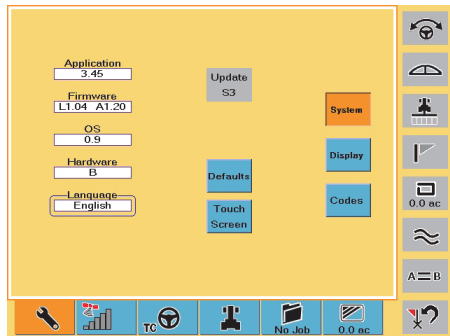 Application
3.45
Firmware
L1.04 A1.20
OS
0.9
Hardware
B
Language
English
Update
S3
Defaults
Touch
Screen
System
Display
Codes
0.0 ac
A=B
TC
No Job
0.0 ac